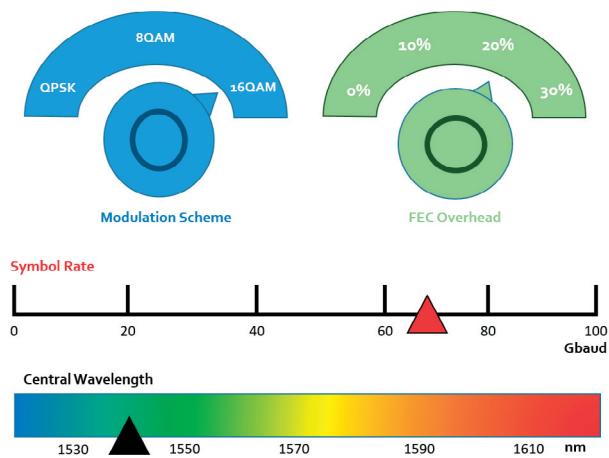 8QAM
QPSK
16QAM
Modulation Scheme
10%
20%
0%
30%
FEC Overhead
Symbol Rate
0 20 40 60 80 100
Gbaud
Central Wavelength
1530 1550 1570 1590 1610 nm